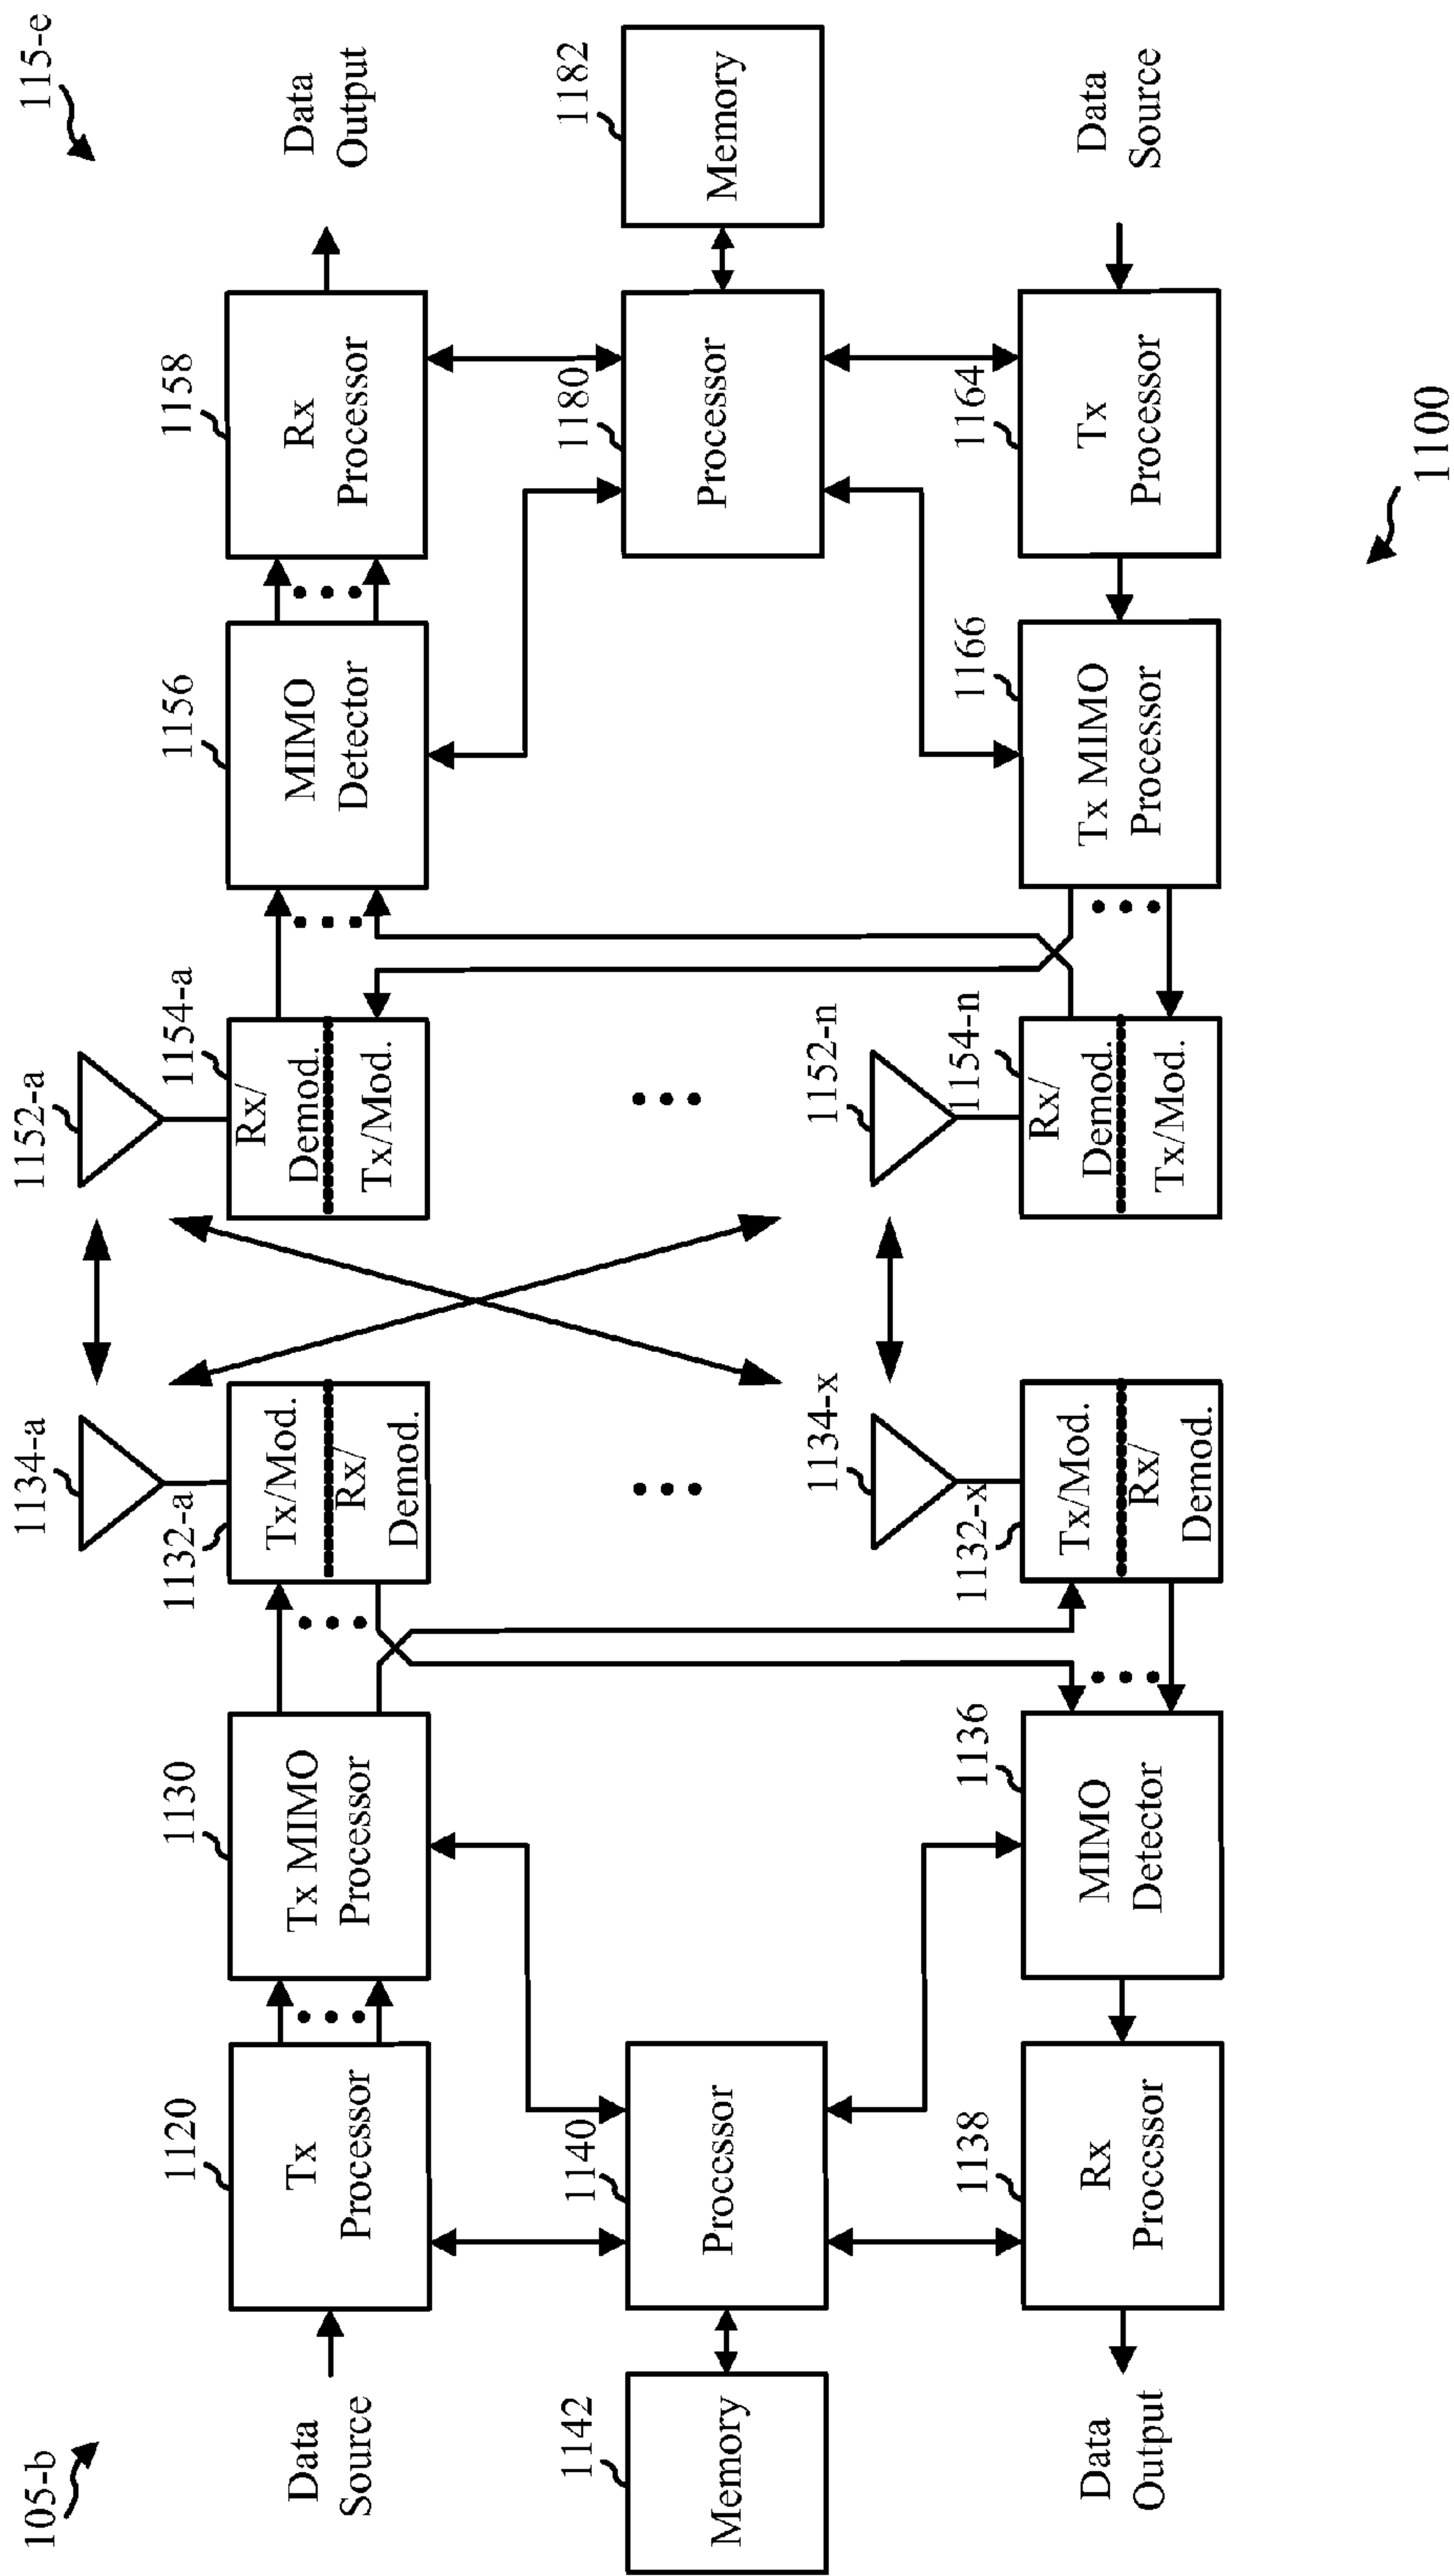 105-b
115-e
1134-a
1152-a
1120
1130
1132-a
1154-a
1156
1158
Data
Source
Tx
Processor
Tx MIMO
Processor
Tx/Mod.
Rx/
Demod.
Rx/
Demod.
Tx/Mod.
MIMO
Detector
Rx
Processor
Data
Output
1142
1140
1180
1182
Memory
Processor
Processor
Memory
1134-x
1152-n
1138
1136
1132-x
1154-n
1166
1164
Data
Output
Rx
Processor
MIMO
Detector
Tx/Mod.
Rx/
Demod.
Rx/
Demod.
Tx/Mod.
Tx MIMO
Processor
Tx
Processor
Data
Source
1100